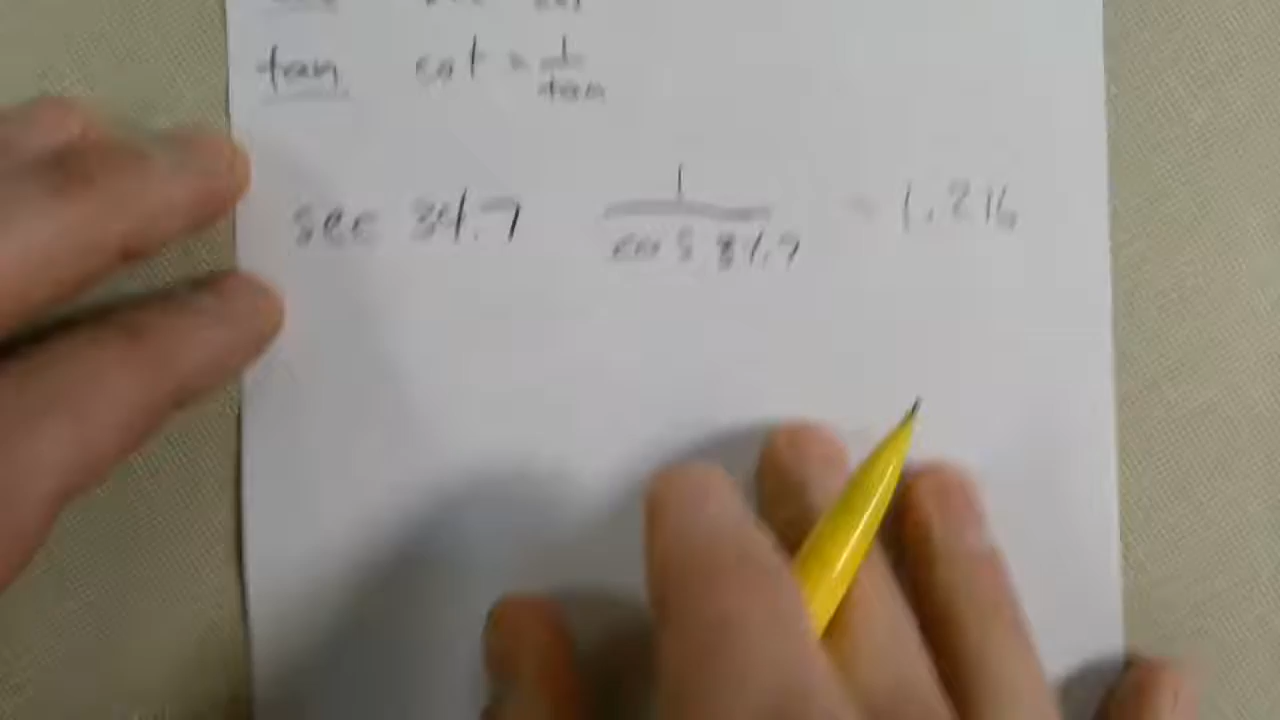 tan cot = 1/tan
sec 34.7 1/cos 34.7 = 1.216